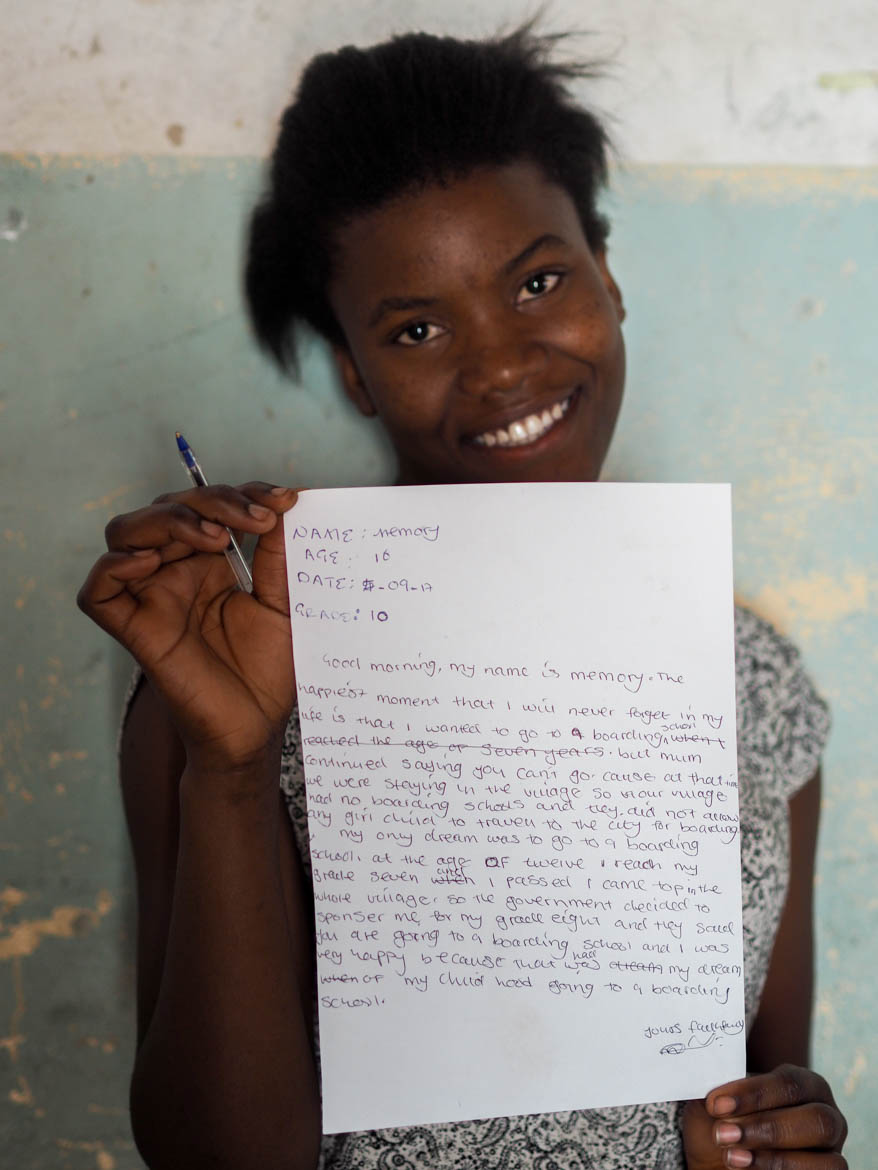 NAME: memory
AGE: 16
DATE: -09-17
GRADE: 10
Good morning, my name is memory. The
happiest moment that I will never forget in my
life is that I wanted to go to a boarding school when I
reached the age of seven years. but mum
continued saying you can't go. cause at that time
we were staying in the village so in our village
had no boarding schools and they did not allow
any girl child to travel to the city for boarding
my only dream was to go to a boarding
school. at the age OF twelve I reach my
grade seven when after I passed I came top in the
whole village. so the government decided to
sponser me for my grade eight and they said
you are going to a boarding school and I was
very happy because that was had dream my dream
when of my child hood going to a boarding
school.
yours faithfully